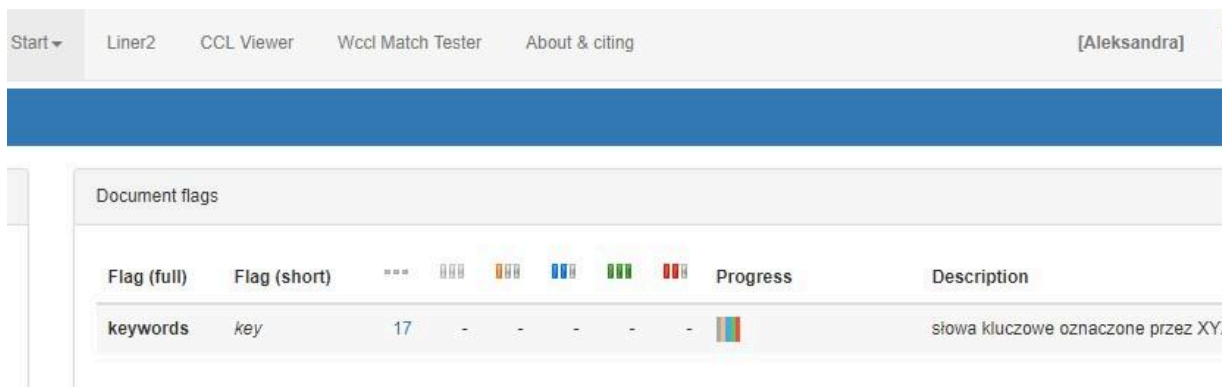 Start Liner2 CCL Viewer Wccl Match Tester About & citing [Aleksandra]
Document flags
Flag (full) Flag (short) Progress Description
keywords key 17 - - - - - słowa kluczowe oznaczone przez XY